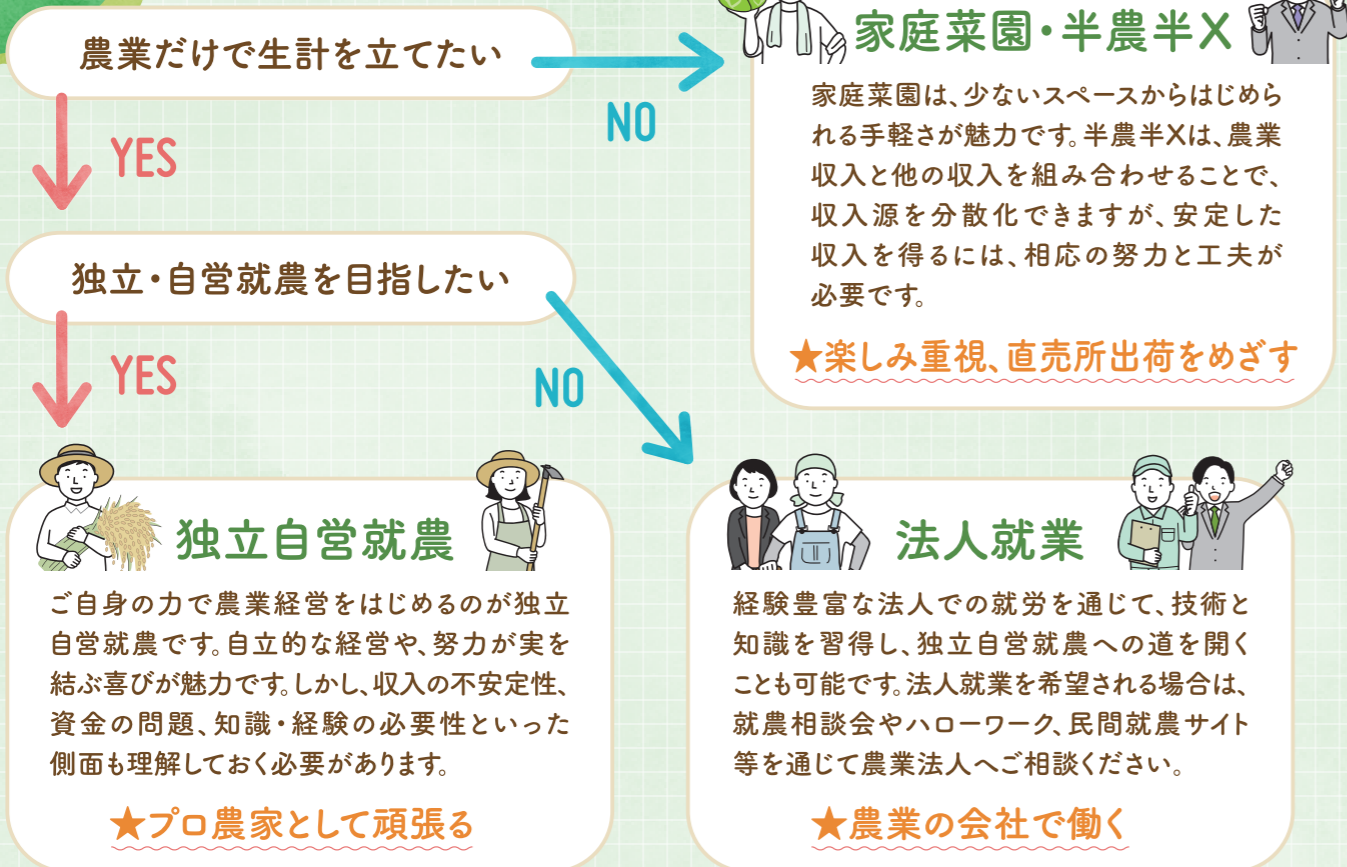 農業だけで生計を立てたい
NO
YES
家庭菜園・半農半X
家庭菜園は、少ないスペースからはじめら
れる手軽さが魅力です。半農半Xは、農業
収入と他の収入を組み合わせることで、
収入源を分散化できますが、安定した
収入を得るには、相応の努力と工夫が
必要です。
★楽しみ重視、直売所出荷をめざす
独立・自営就農を目指したい
YES
NO
独立自営就農
ご自身の力で農業経営をはじめるのが独立
自営就農です。自立的な経営や、努力が実を
結ぶ喜びが魅力です。しかし、収入の不安定性、
資金の問題、知識・経験の必要性といった
側面も理解しておく必要があります。
★プロ農家として頑張る
法人就業
経験豊富な法人での就労を通じて、技術と
知識を習得し、独立自営就農への道を開く
ことも可能です。法人就業を希望される場合は、
就農相談会やハローワーク、民間就農サイト
等を通じて農業法人へご相談ください。
★農業の会社で働く